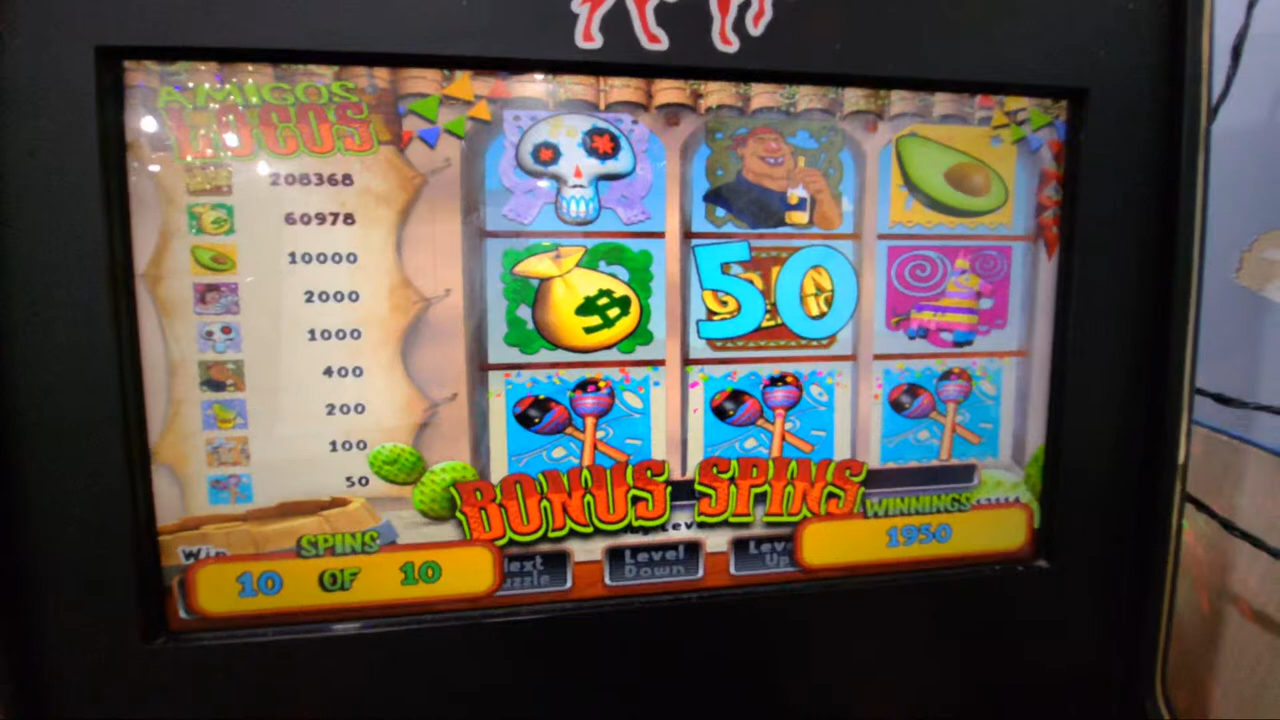 AMIGOS
LOCOS
208368
60978
10000
2000
1000
400
200
100
50
50
$
BONUS SPINS
WINNINGS
1950
SPINS
10 OF 10
Win
Level
Down